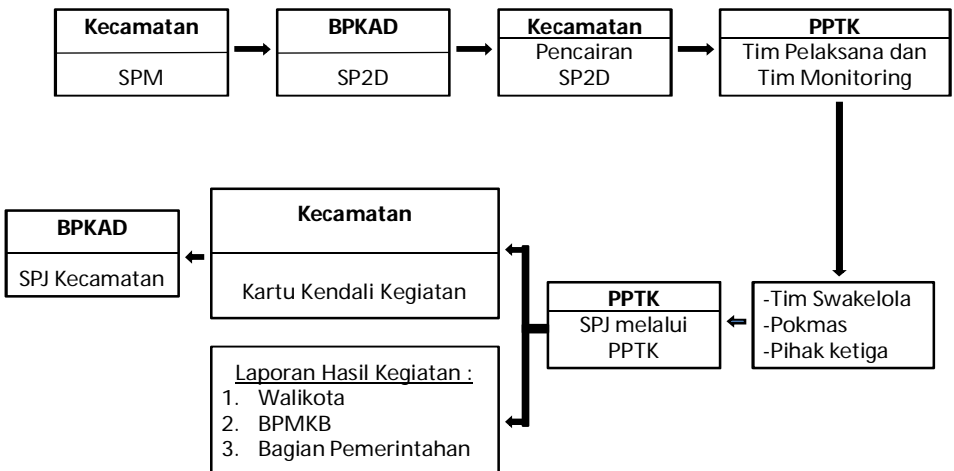 Kecamatan
SPM
BPKAD
SP2D
Kecamatan
Pencairan
SP2D
PPTK
Tim Pelaksana dan
Tim Monitoring
BPKAD
SPJ Kecamatan
Kecamatan
Kartu Kendali Kegiatan
PPTK
SPJ melalui
PPTK
-Tim Swakelola
-Pokmas
-Pihak ketiga
Laporan Hasil Kegiatan :
1. Walikota
2. BPMKB
3. Bagian Pemerintahan